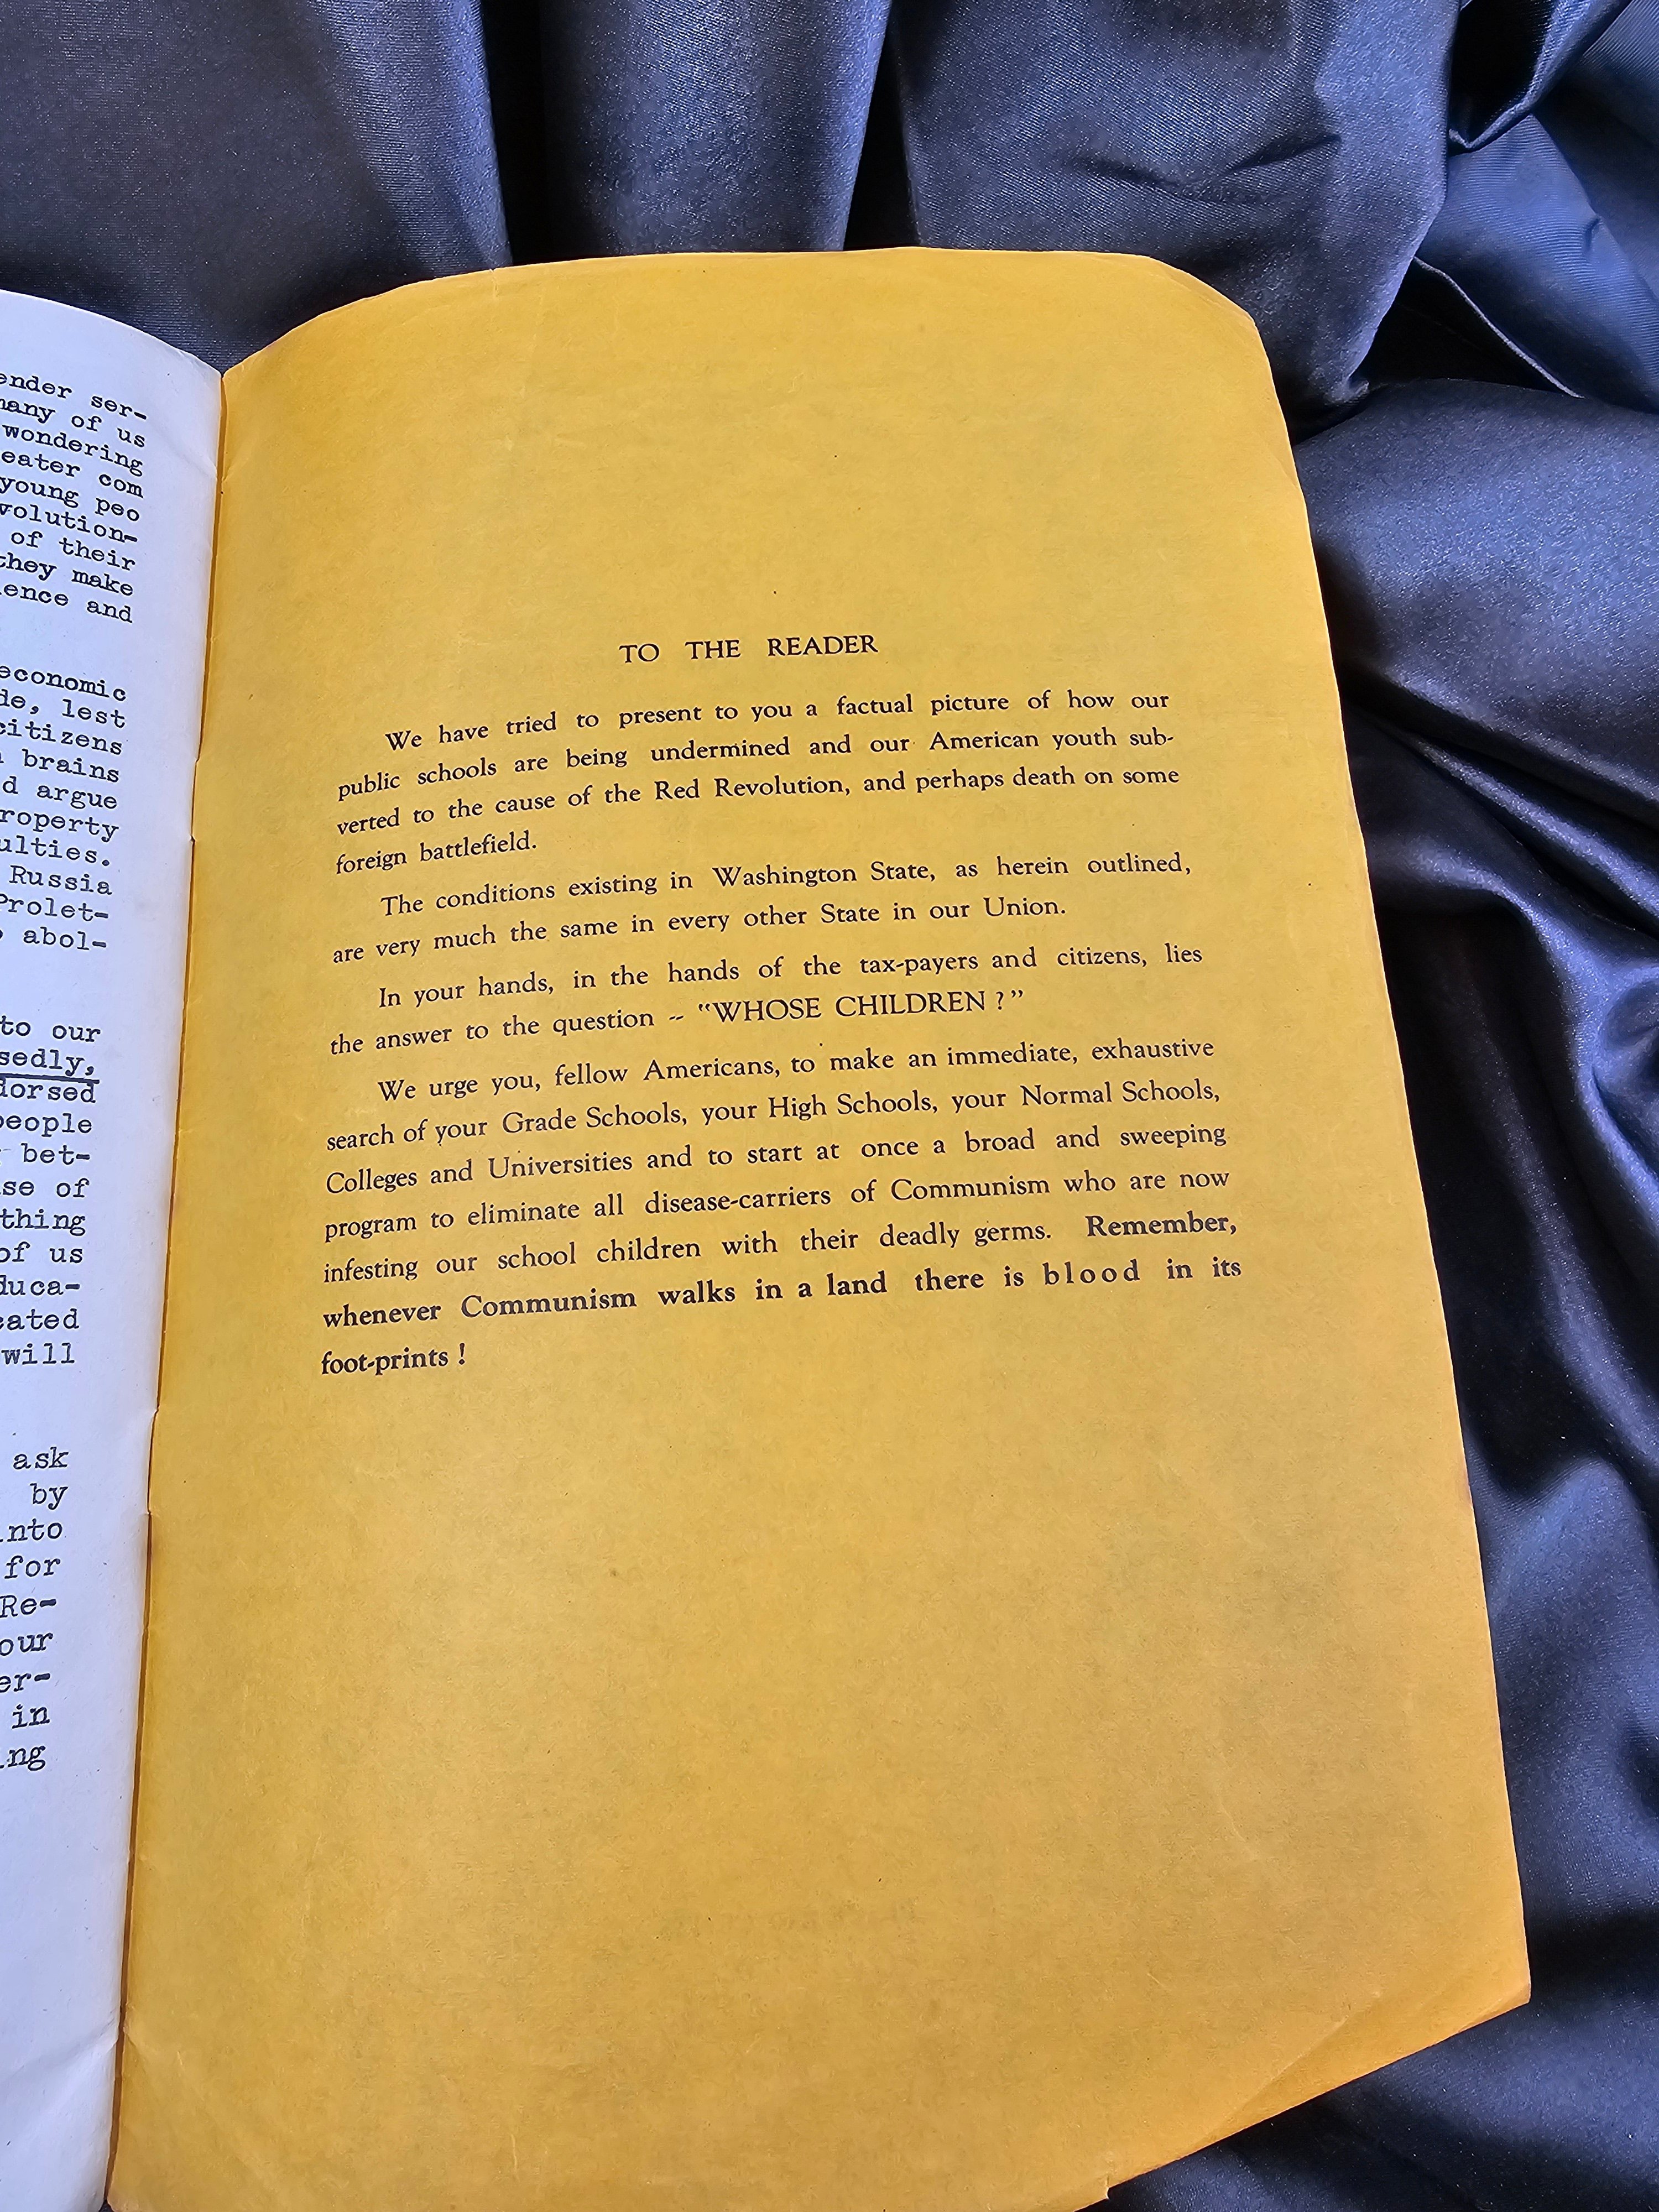 ender ser-
many of us
wondering
eater com
young peo
volution-
of their
they make
ence and
economic
de, lest
citizens
brains
d argue
roperty
ulties.
Russia
Prolet-
abol-
to our
sedly,
dorsed
people
bet-
se of
thing
of us
duca-
cated
will
ask
by
into
for
Re-
our
er-
in
ng
TO THE READER
We have tried to present to you a factual picture of how our
public schools are being undermined and our American youth sub-
verted to the cause of the Red Revolution, and perhaps death on some
foreign battlefield.
The conditions existing in Washington State, as herein outlined,
are very much the same in every other State in our Union.
In your hands, in the hands of the tax-payers and citizens, lies
the answer to the question -- "WHOSE CHILDREN ?"
We urge you, fellow Americans, to make an immediate, exhaustive
search of your Grade Schools, your High Schools, your Normal Schools,
Colleges and Universities and to start at once a broad and sweeping
program to eliminate all disease-carriers of Communism who are now
infesting our school children with their deadly germs. Remember,
whenever Communism walks in a land there is blood in its
foot-prints !